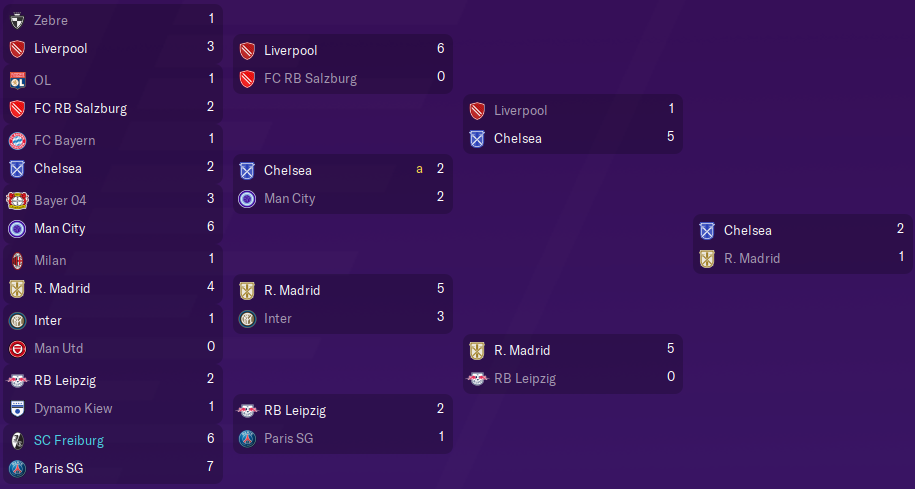 Zebre 1
Liverpool 3
OL 1
FC RB Salzburg 2
FC Bayern 1
Chelsea 2
Bayer 04 3
Man City 6
Milan 1
R. Madrid 4
Inter 1
Man Utd 0
RB Leipzig 2
Dynamo Kiew 1
SC Freiburg 6
Paris SG 7
Liverpool 6
FC RB Salzburg 0
Chelsea a 2
Man City 2
R. Madrid 5
Inter 3
RB Leipzig 2
Paris SG 1
Liverpool 1
Chelsea 5
R. Madrid 5
RB Leipzig 0
Chelsea 2
R. Madrid 1